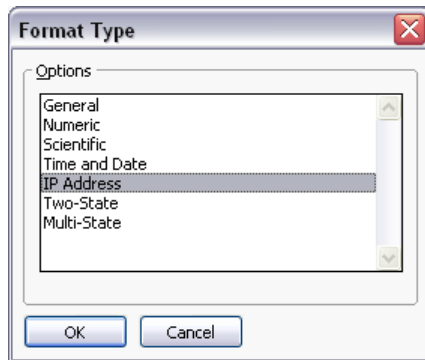 Format Type
Options
General
Numeric
Scientific
Time and Date
IP Address
Two-State
Multi-State
OK
Cancel